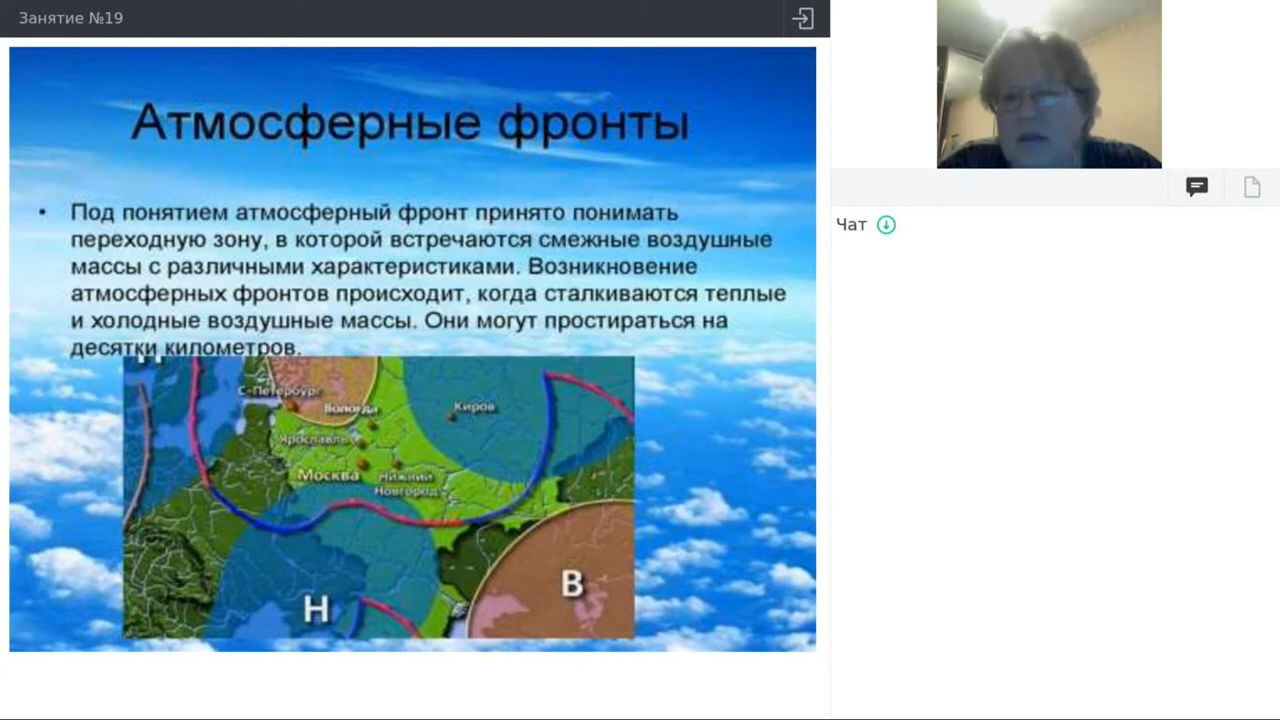 Занятие №19
Атмосферные фронты
• Под понятием атмосферный фронт принято понимать
переходную зону, в которой встречаются смежные воздушные
массы с различными характеристиками. Возникновение
атмосферных фронтов происходит, когда сталкиваются теплые
и холодные воздушные массы. Они могут простираться на
десятки километров.
С-Петербург
Вологда
Киров
Ярославль
Москва
Нижний
Новгород
В
Н
Чат